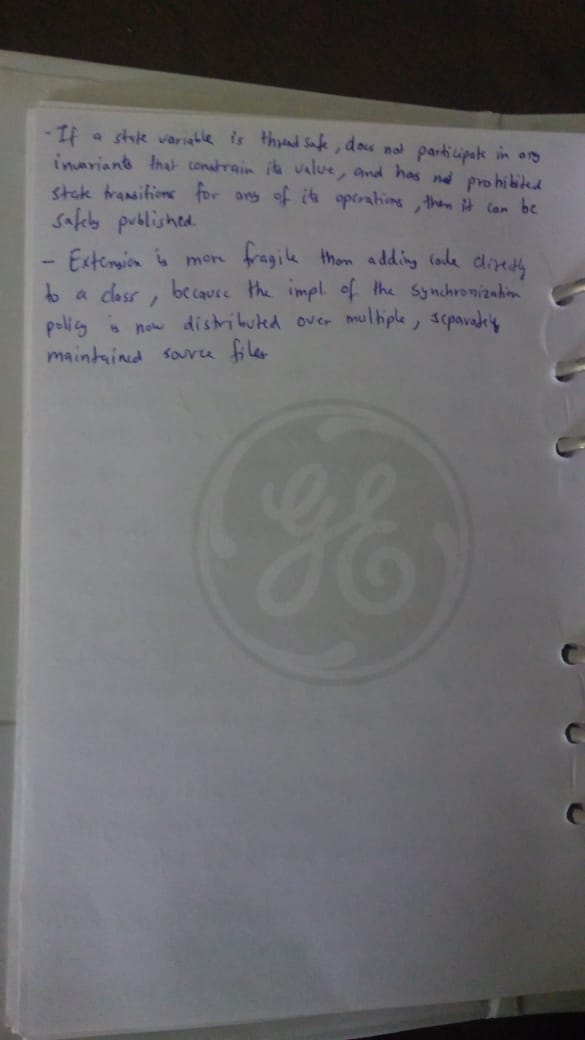 - If a state variable is thread safe, does not participate in any
invariants that constrain its value, and has no prohibited
state transitions for any of its operations, then it can be
safely published.
- Extension is more fragile than adding code directly
to a class, because the impl. of the synchronization
policy is now distributed over multiple, separately
maintained source files
GE